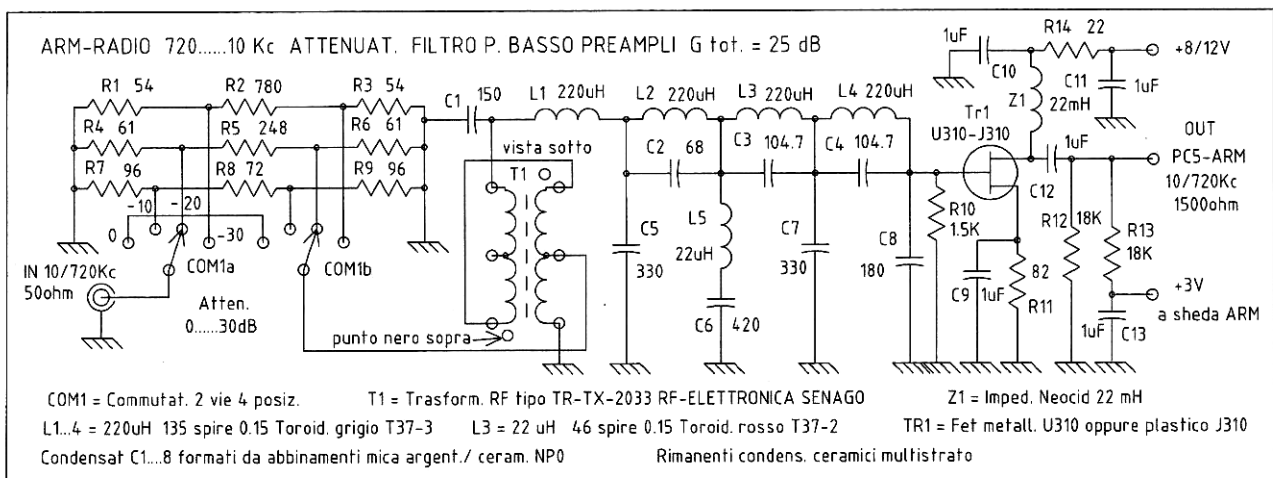 ARM-RADIO 720......10 Kc ATTENUAT. FILTRO P. BASSO PREAMPLI G tot. = 25 dB
R1 54
R2 780
R3 54
R4 61
R5 248
R6 61
R7 96
R8 72
R9 96
-10
-20
0
-30
COM1a
COM1b
IN 10/720Kc
50ohm
Atten.
0......30dB
C1 150
vista sotto
T1
punto nero sopra
L1 220uH
L2 220uH
L3 220uH
L4 220uH
C2 68
C3 104.7
C4 104.7
C5
330
L5
22uH
C6 420
C7
330
C8
180
R10
1.5K
Tr1
U310-J310
1uF
C10
R14 22
+8/12V
C11
1uF
Z1
22mH
1uF
C12
OUT
PC5-ARM
10/720Kc
1500ohm
C9 1uF
82
R11
R12 18K
R13
18K
+3V
a sheda ARM
1uF
C13
COM1 = Commutat. 2 vie 4 posiz.
T1 = Trasform. RF tipo TR-TX-2033 RF-ELETTRONICA SENAGO
Z1 = Imped. Neocid 22 mH
L1...4 = 220uH 135 spire 0.15 Toroid. grigio T37-3
L3 = 22 uH 46 spire 0.15 Toroid. rosso T37-2
TR1 = Fet metall. U310 oppure plastico J310
Condensat C1....8 formati da abbinamenti mica argent./ ceram. NP0
Rimanenti condens. ceramici multistrato